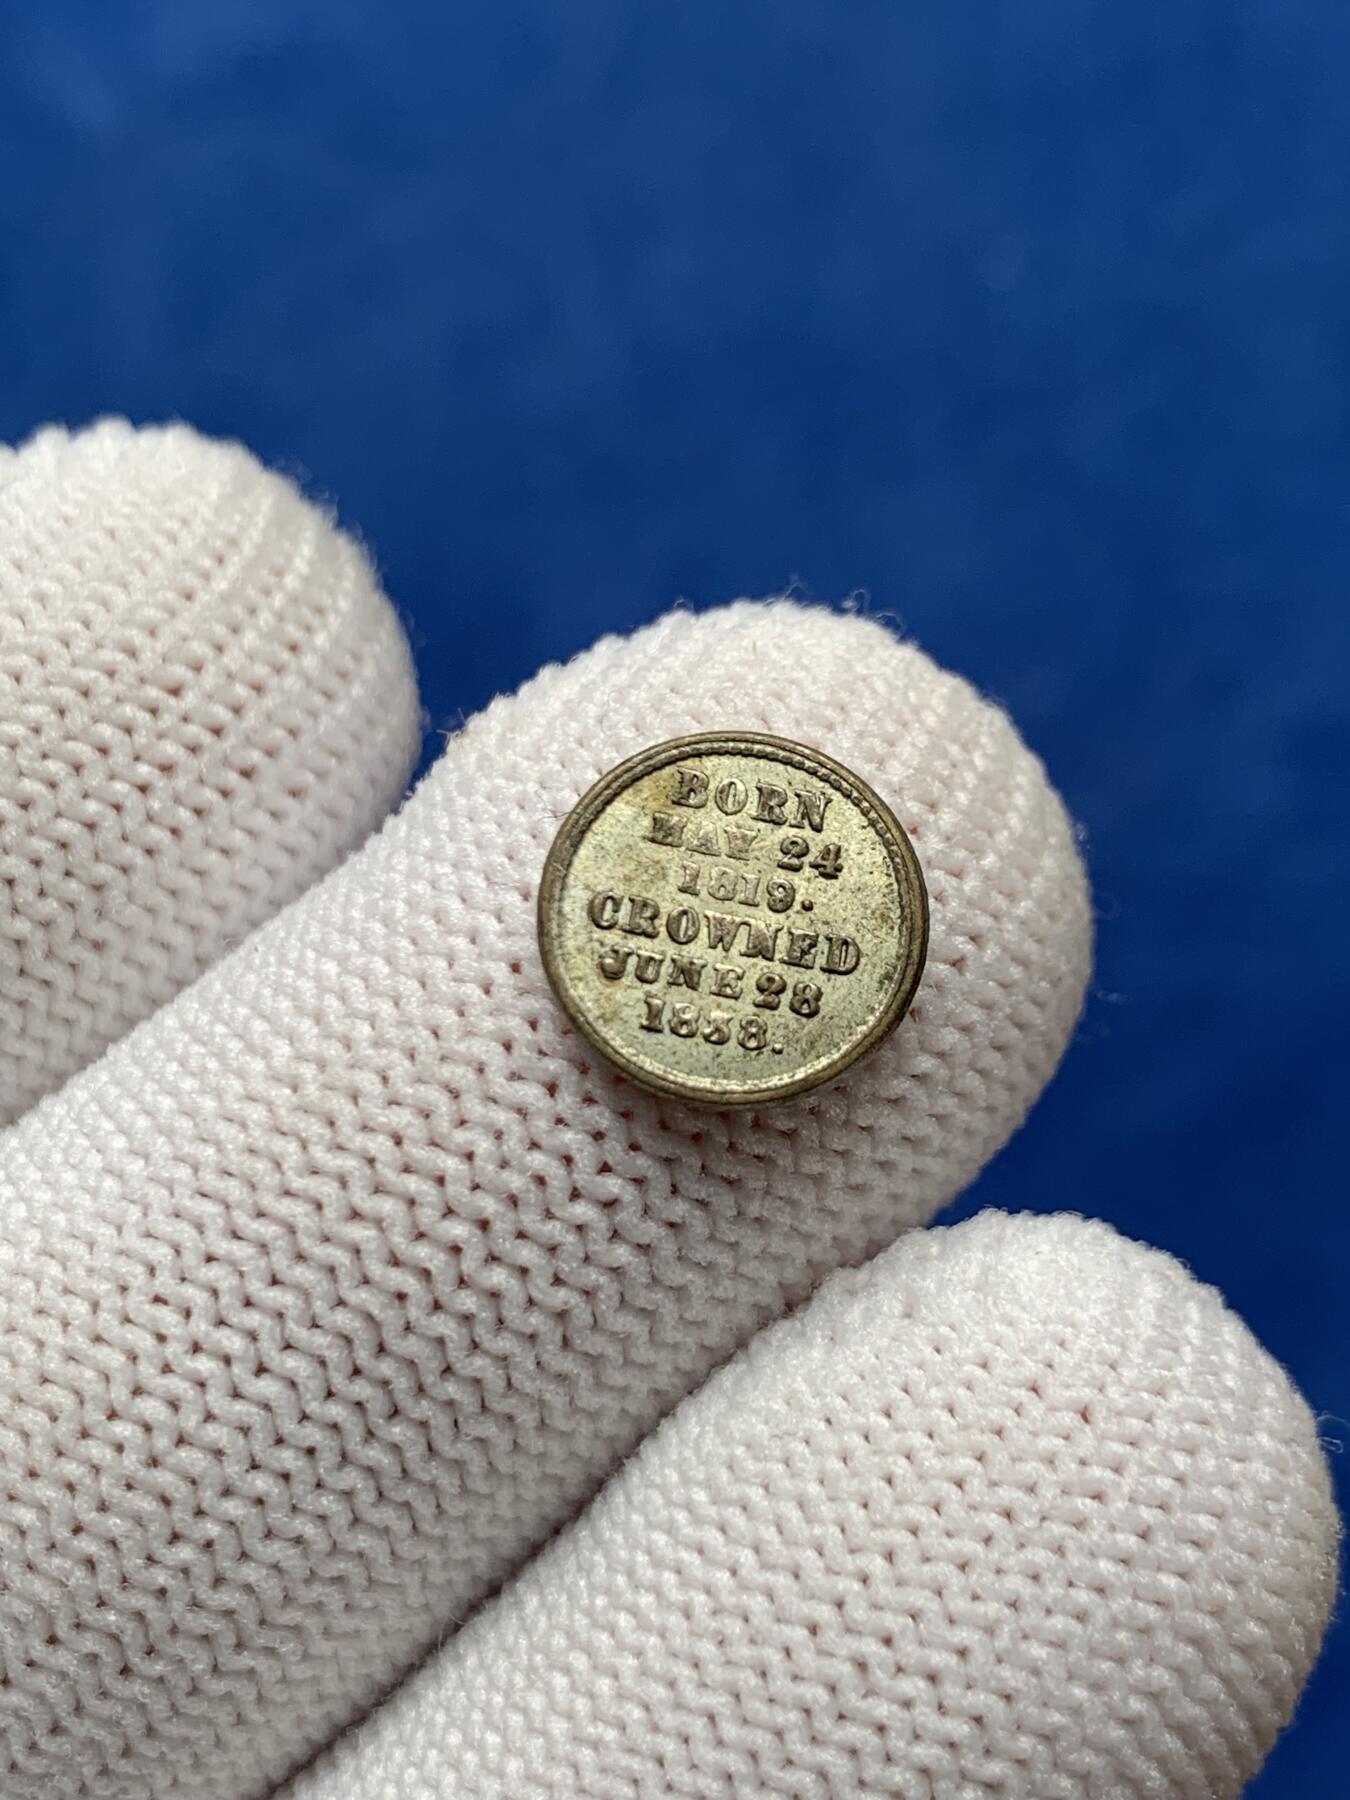 BORN
MAY 24
1819.
CROWNED
JUNE 28
1838.